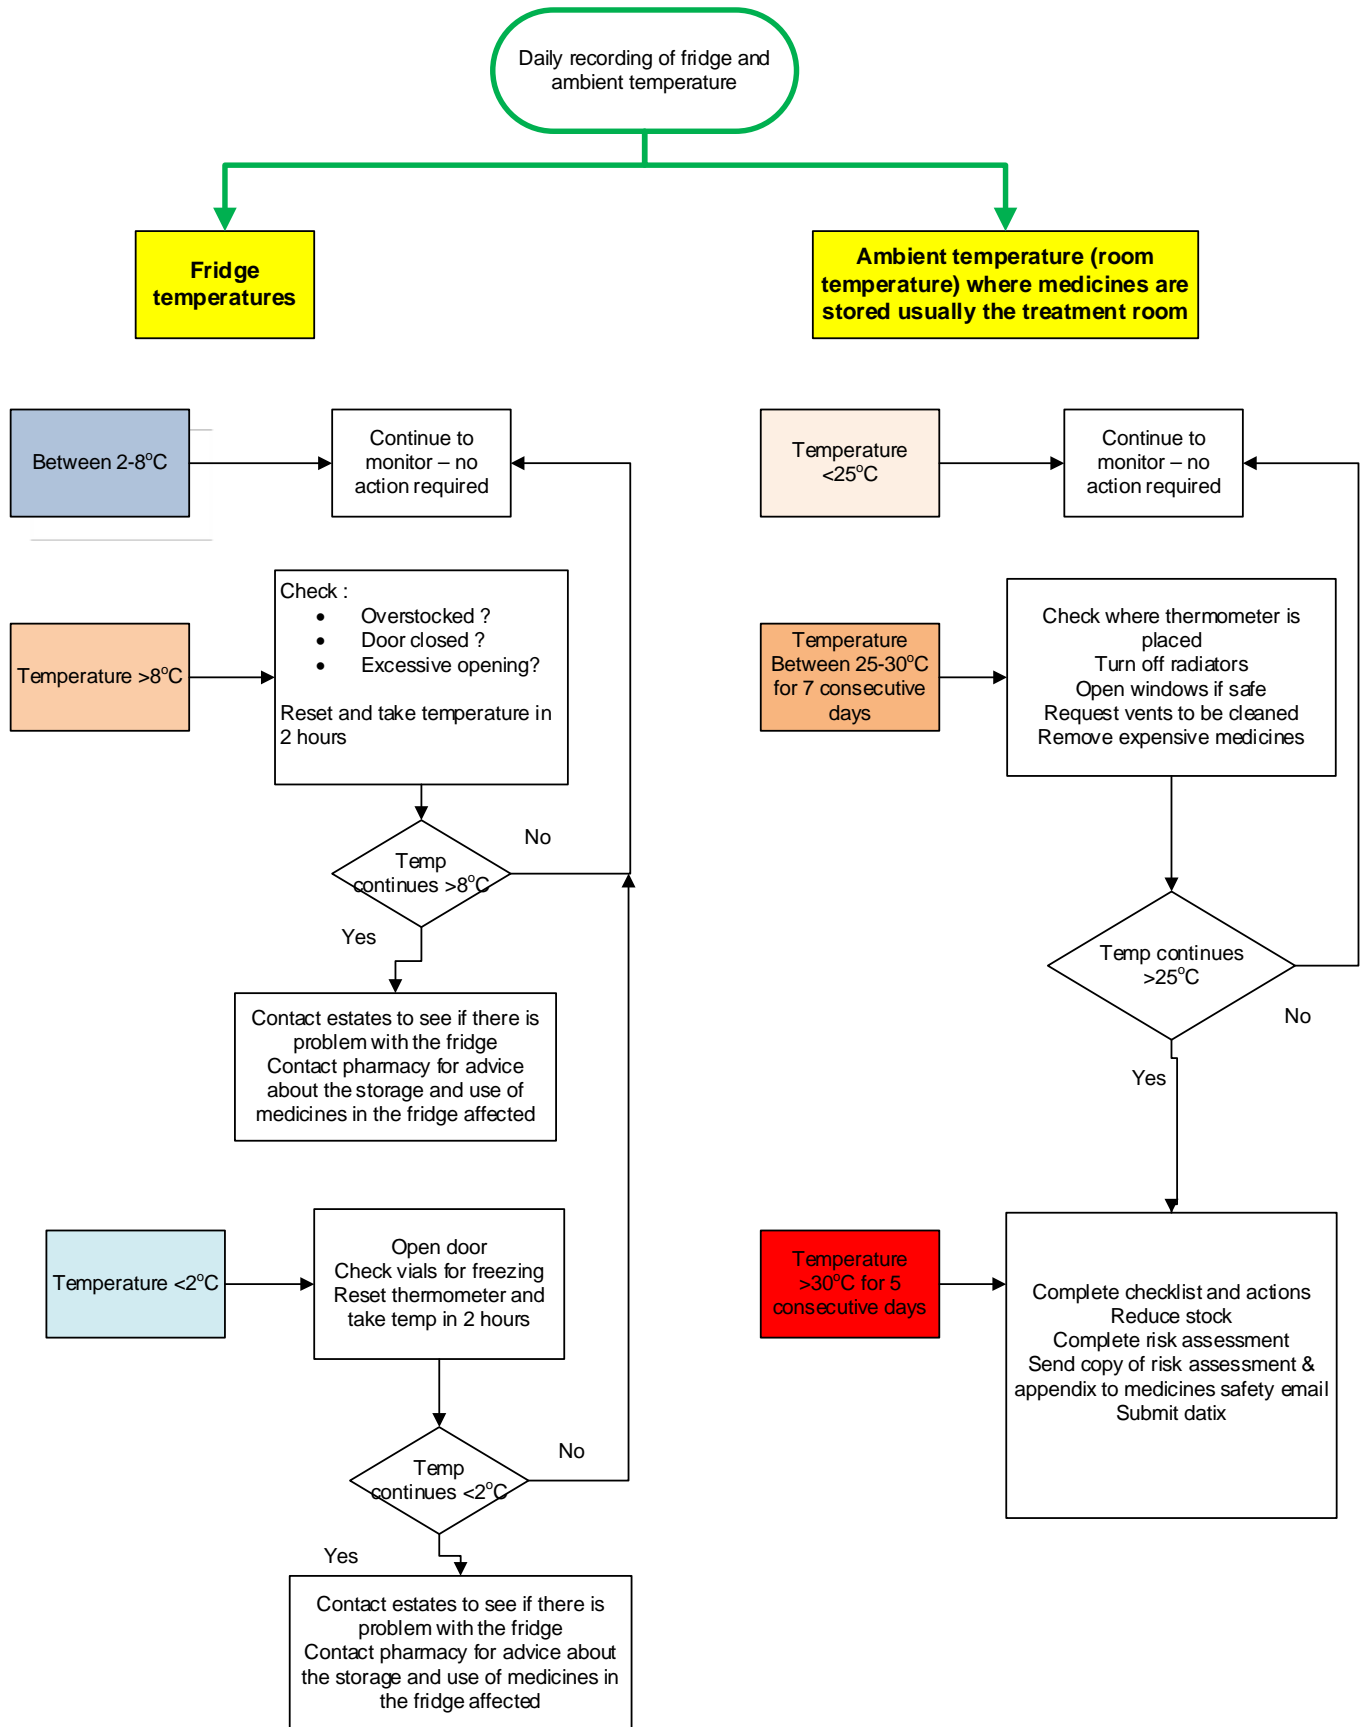 Daily recording of fridge and
ambient temperature
Fridge
temperatures
Ambient temperature (room
temperature) where medicines are
stored usually the treatment room
Between 2-8°C
Continue to
monitor – no
action required
Temperature
<25°C
Continue to
monitor – no
action required
Temperature >8°C
Check :
• Overstocked ?
• Door closed ?
• Excessive opening?
Reset and take temperature in
2 hours
Temperature
Between 25-30°C
for 7 consecutive
days
Check where thermometer is
placed
Turn off radiators
Open windows if safe
Request vents to be cleaned
Remove expensive medicines
Temp
continues >8°C
No
Yes
Contact estates to see if there is
problem with the fridge
Contact pharmacy for advice
about the storage and use of
medicines in the fridge affected
Temp continues
>25°C
No
Yes
Temperature <2°C
Open door
Check vials for freezing
Reset thermometer and
take temp in 2 hours
Temperature
>30°C for 5
consecutive days
Complete checklist and actions
Reduce stock
Complete risk assessment
Send copy of risk assessment &
appendix to medicines safety email
Submit datix
Temp
continues <2°C
No
Yes
Contact estates to see if there is
problem with the fridge
Contact pharmacy for advice about
the storage and use of medicines in
the fridge affected